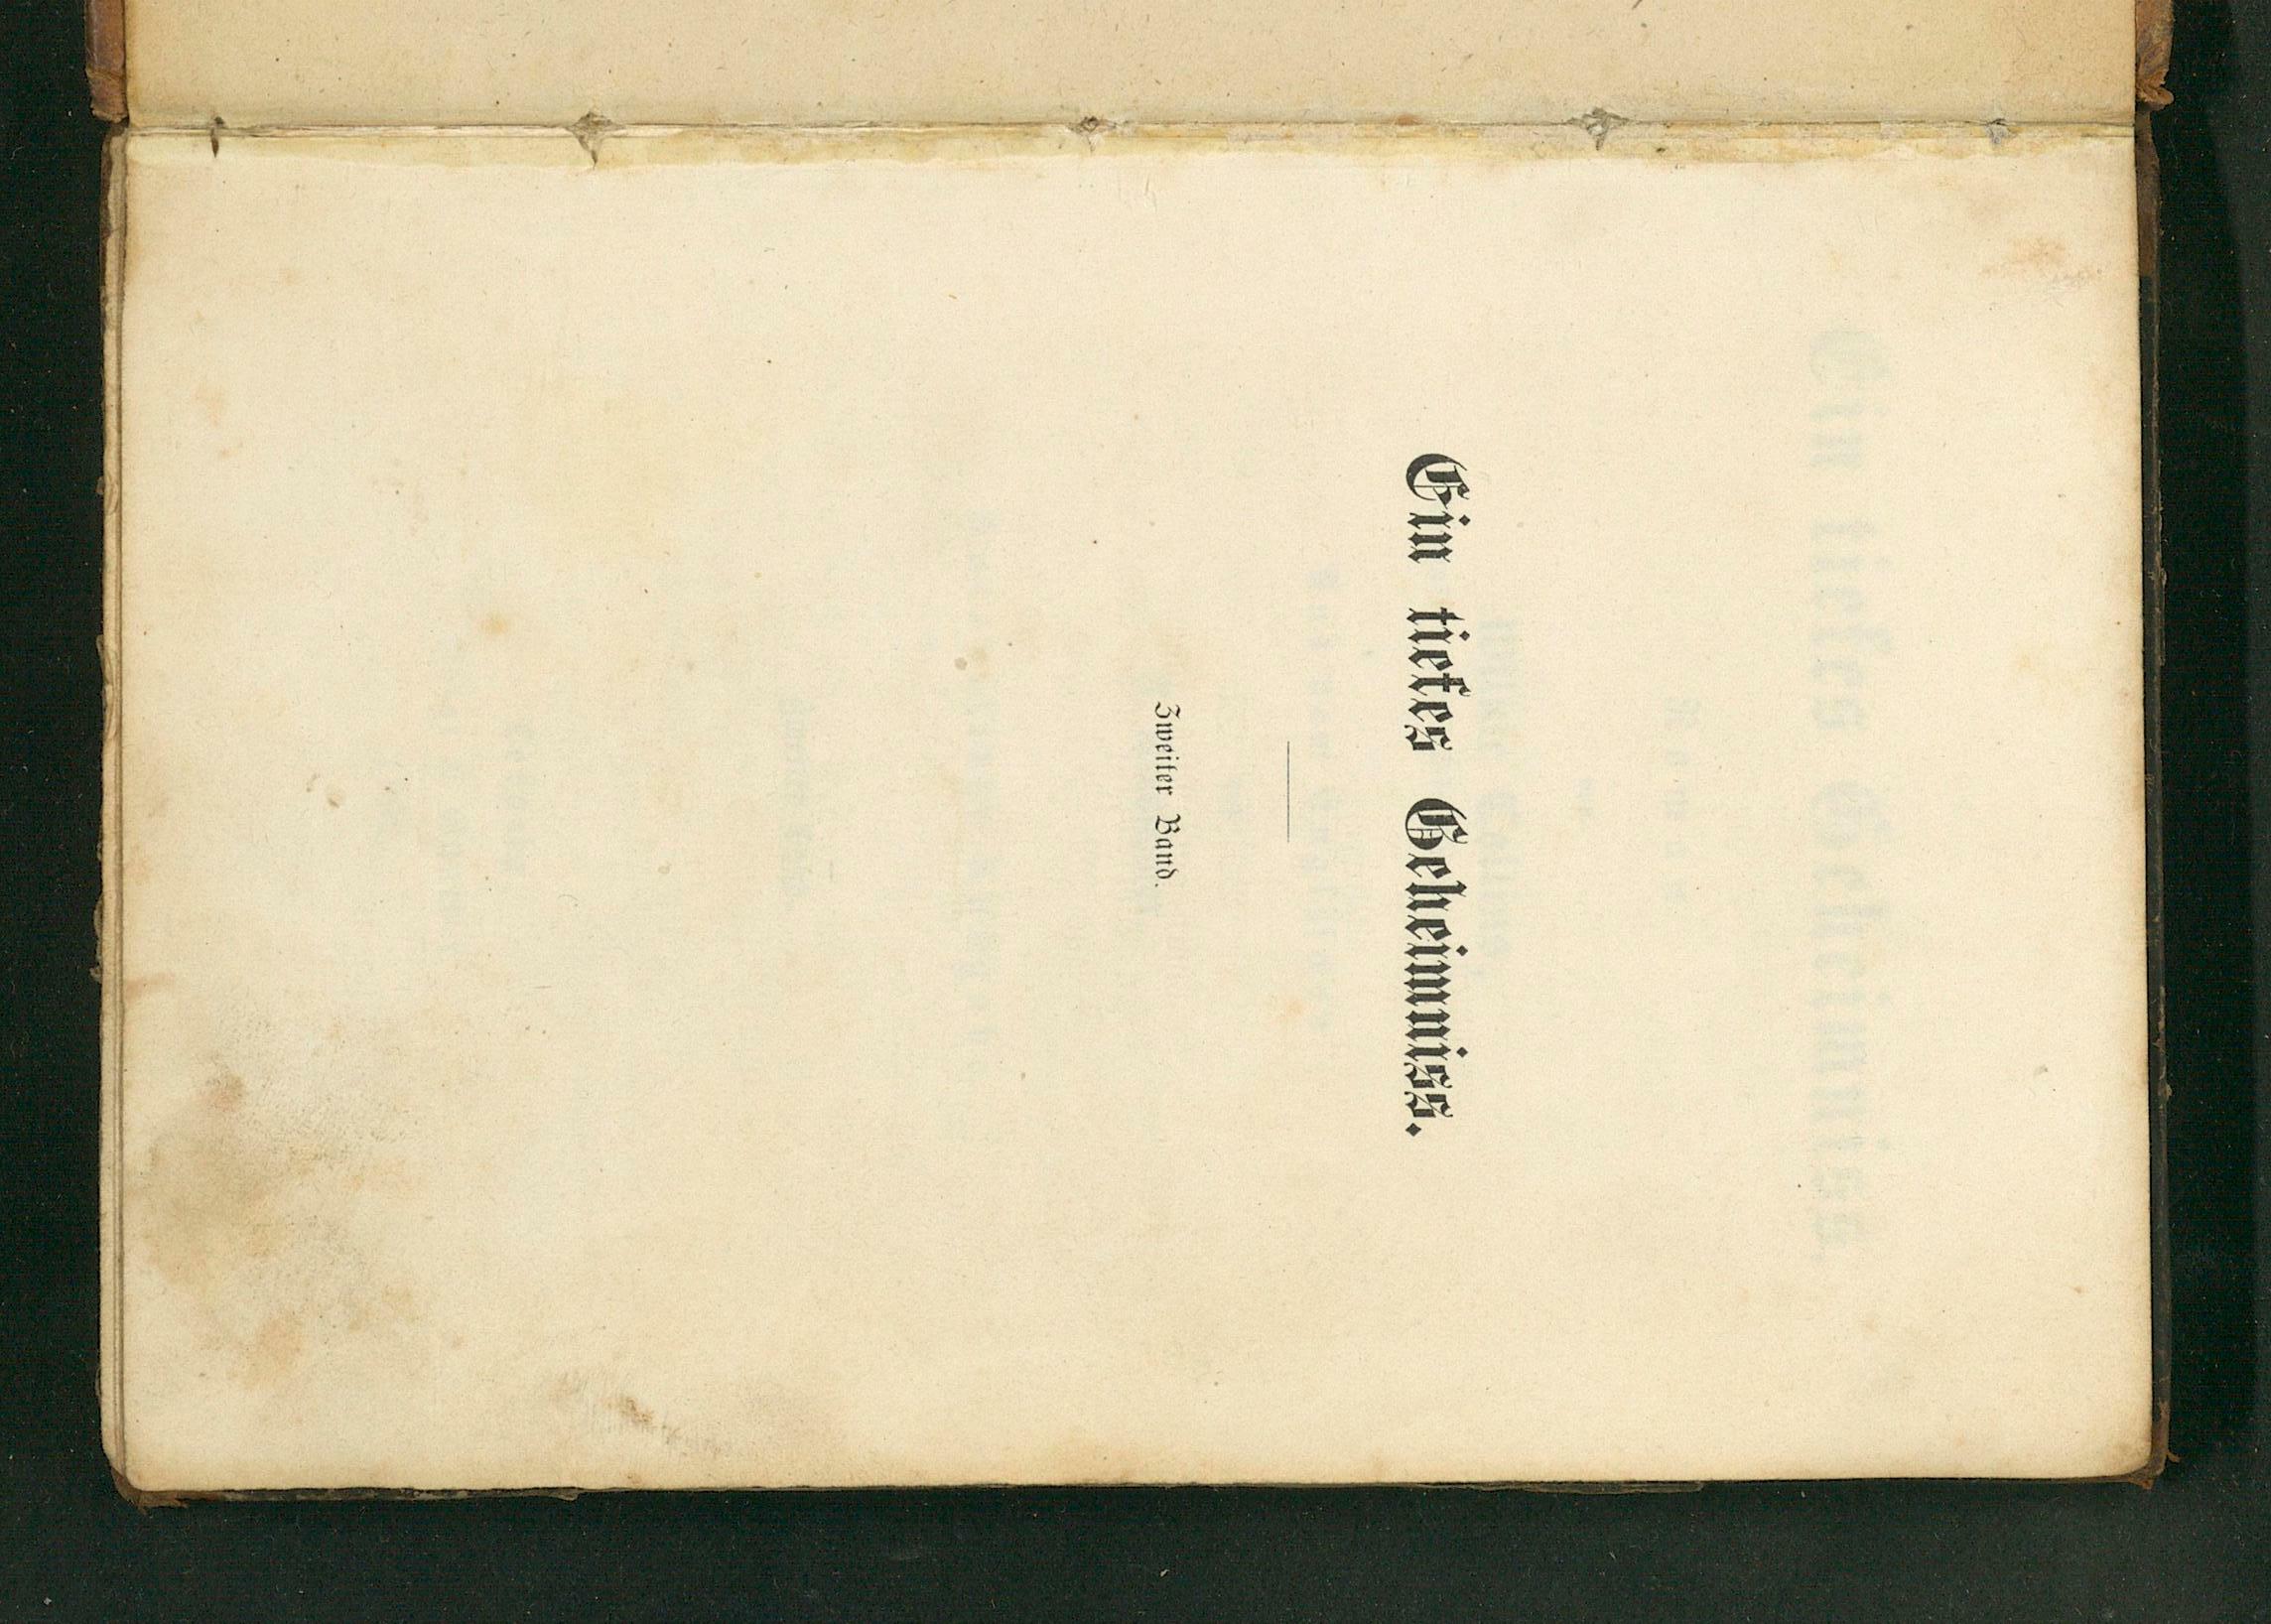 Ein tiefes Geheimniss.
Zweiter Band.